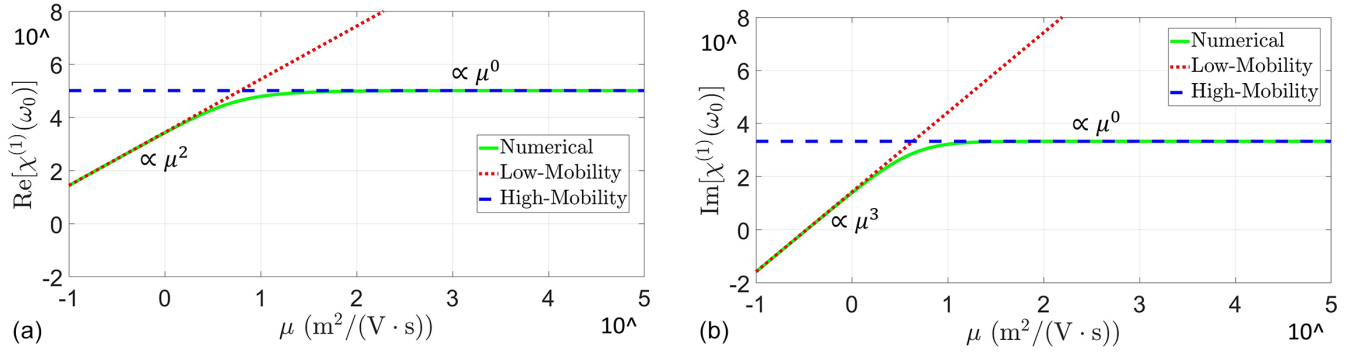 8
10^
6
4
2
0
-2
Re[χ^{(1)}(ω_0)]
∝ μ^0
∝ μ^2
Numerical
Low-Mobility
High-Mobility
-1 0 1 2 3 4 5
μ (m^2/(V · s))
10^
(a)
8
10^
6
4
2
0
-2
Im[χ^{(1)}(ω_0)]
Numerical
Low-Mobility
High-Mobility
∝ μ^0
∝ μ^3
-1 0 1 2 3 4 5
μ (m^2/(V · s))
10^
(b)